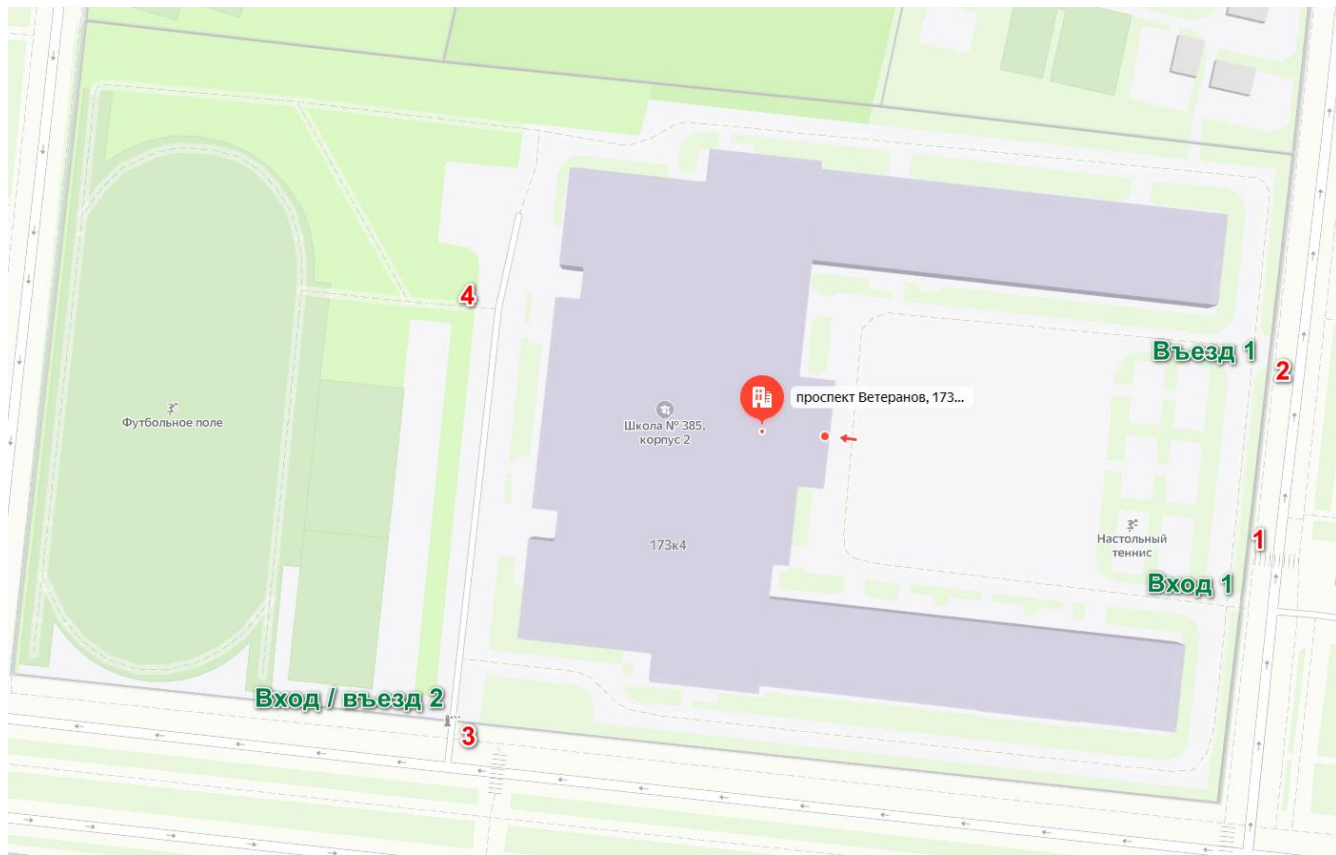 4
Въезд 1
2
проспект Ветеранов, 173...
Футбольное поле
Школа № 385,
корпус 2
173к4
Настольный
теннис
1
Вход 1
Вход / въезд 2
3